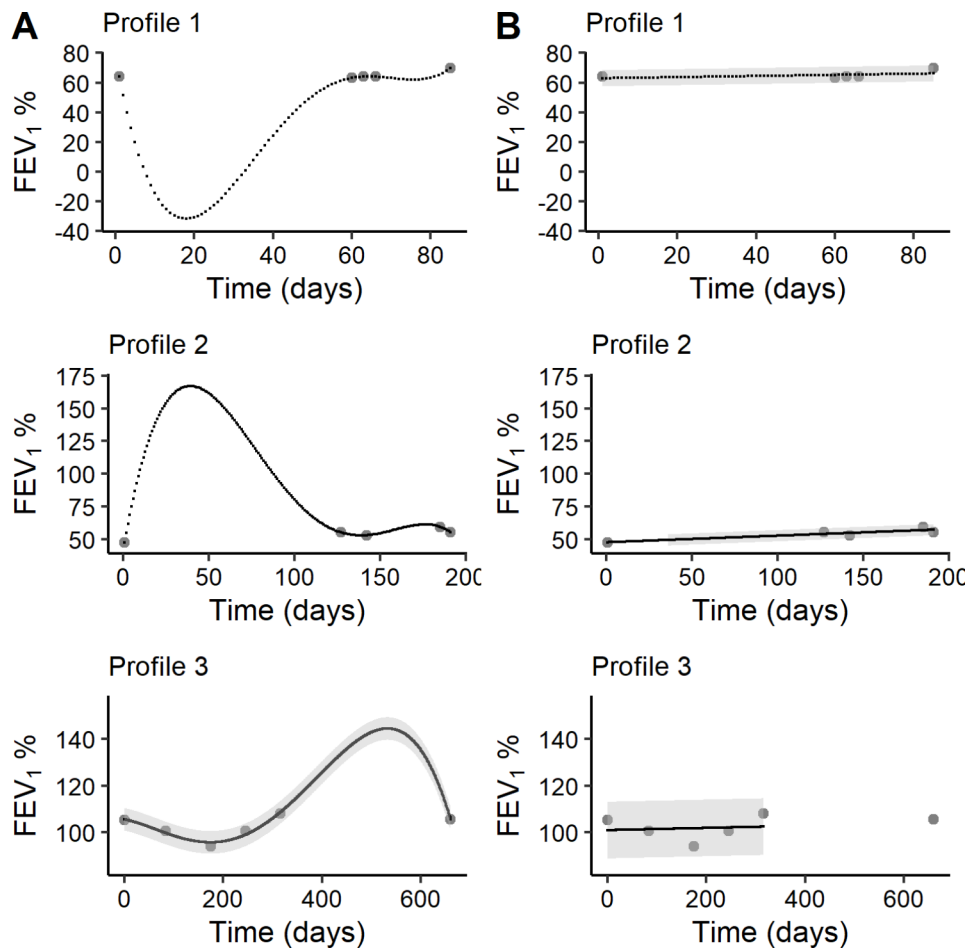 A Profile 1
80
60
40
20
0
-20
-40
FEV1 %
0 20 40 60 80
Time (days)
B Profile 1
80
60
40
20
0
-20
-40
FEV1 %
0 20 40 60 80
Time (days)
Profile 2
175
150
125
100
75
50
FEV1 %
0 50 100 150 200
Time (days)
Profile 2
175
150
125
100
75
50
FEV1 %
0 50 100 150 200
Time (days)
Profile 3
140
120
100
FEV1 %
0 200 400 600
Time (days)
Profile 3
140
120
100
FEV1 %
0 200 400 600
Time (days)